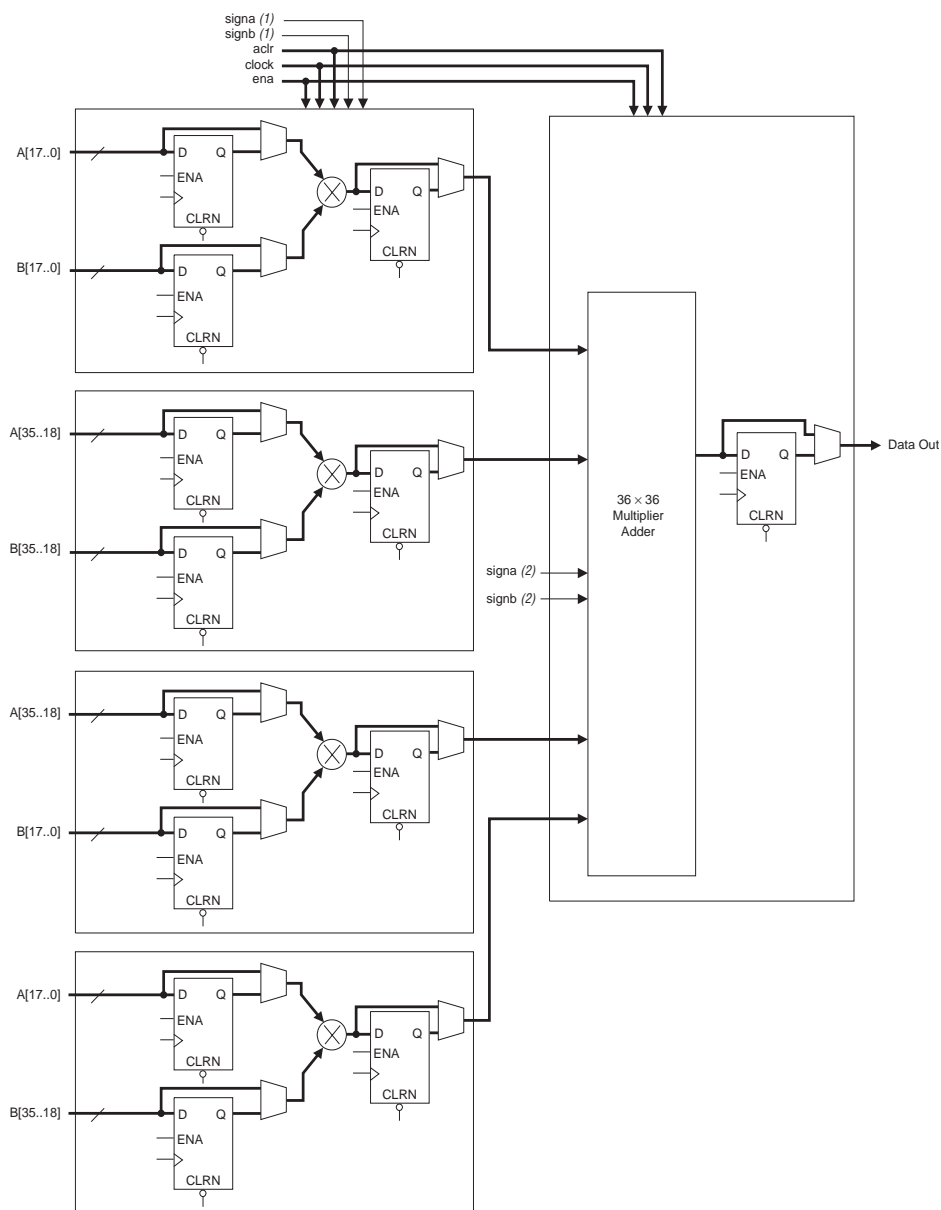 signa (1)
signb (1)
aclr
clock
ena
A[17..0]
D Q
ENA
CLRN
D Q
ENA
CLRN
B[17..0]
D Q
ENA
CLRN
A[35..18]
D Q
ENA
CLRN
D Q
ENA
CLRN
B[35..18]
D Q
ENA
CLRN
36 × 36
Multiplier
Adder
D Q
ENA
CLRN
Data Out
signa (2)
signb (2)
A[35..18]
D Q
ENA
CLRN
D Q
ENA
CLRN
B[17..0]
D Q
ENA
CLRN
A[17..0]
D Q
ENA
CLRN
D Q
ENA
CLRN
B[35..18]
D Q
ENA
CLRN